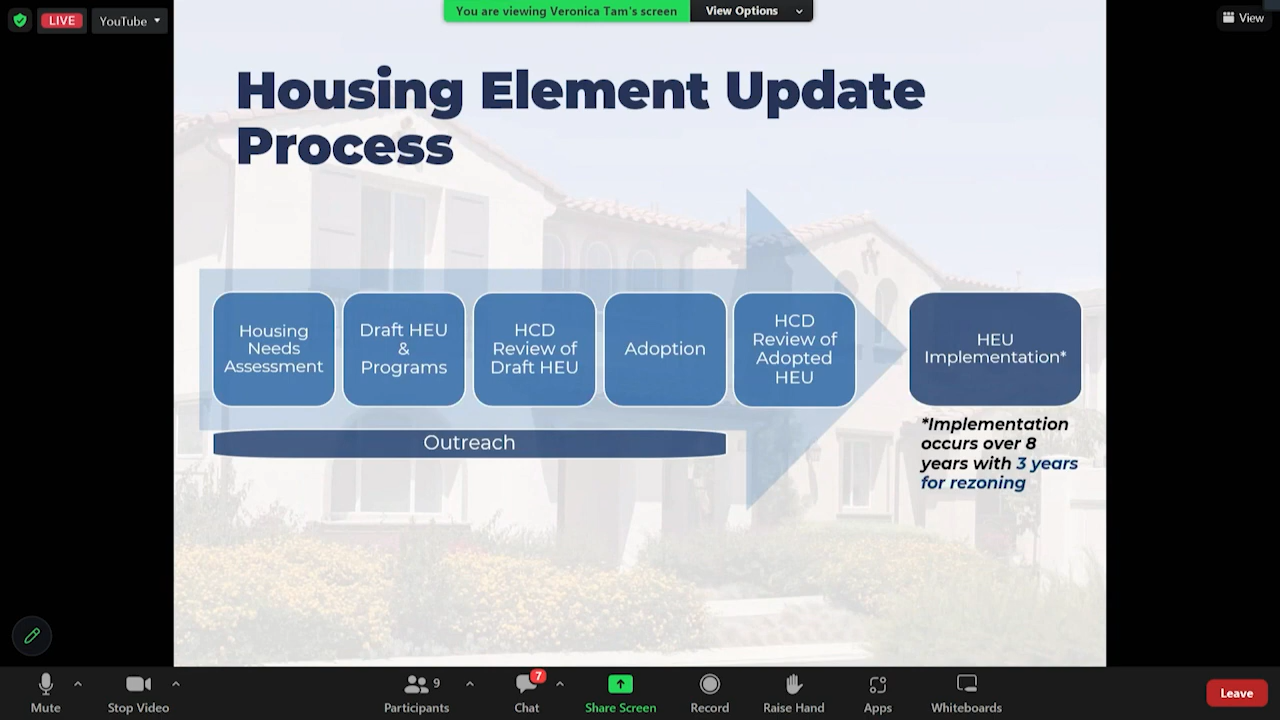 LIVE
YouTube
You are viewing Veronica Tam's screen
View Options
View
Housing Element Update
Process
Housing
Needs
Assessment
Draft HEU
&
Programs
HCD
Review of
Draft HEU
Adoption
HCD
Review of
Adopted
HEU
HEU
Implementation*
Outreach
*Implementation
occurs over 8
years with 3 years
for rezoning
Mute
Stop Video
9
Participants
7
Chat
Share Screen
Record
Raise Hand
Apps
Whiteboards
Leave